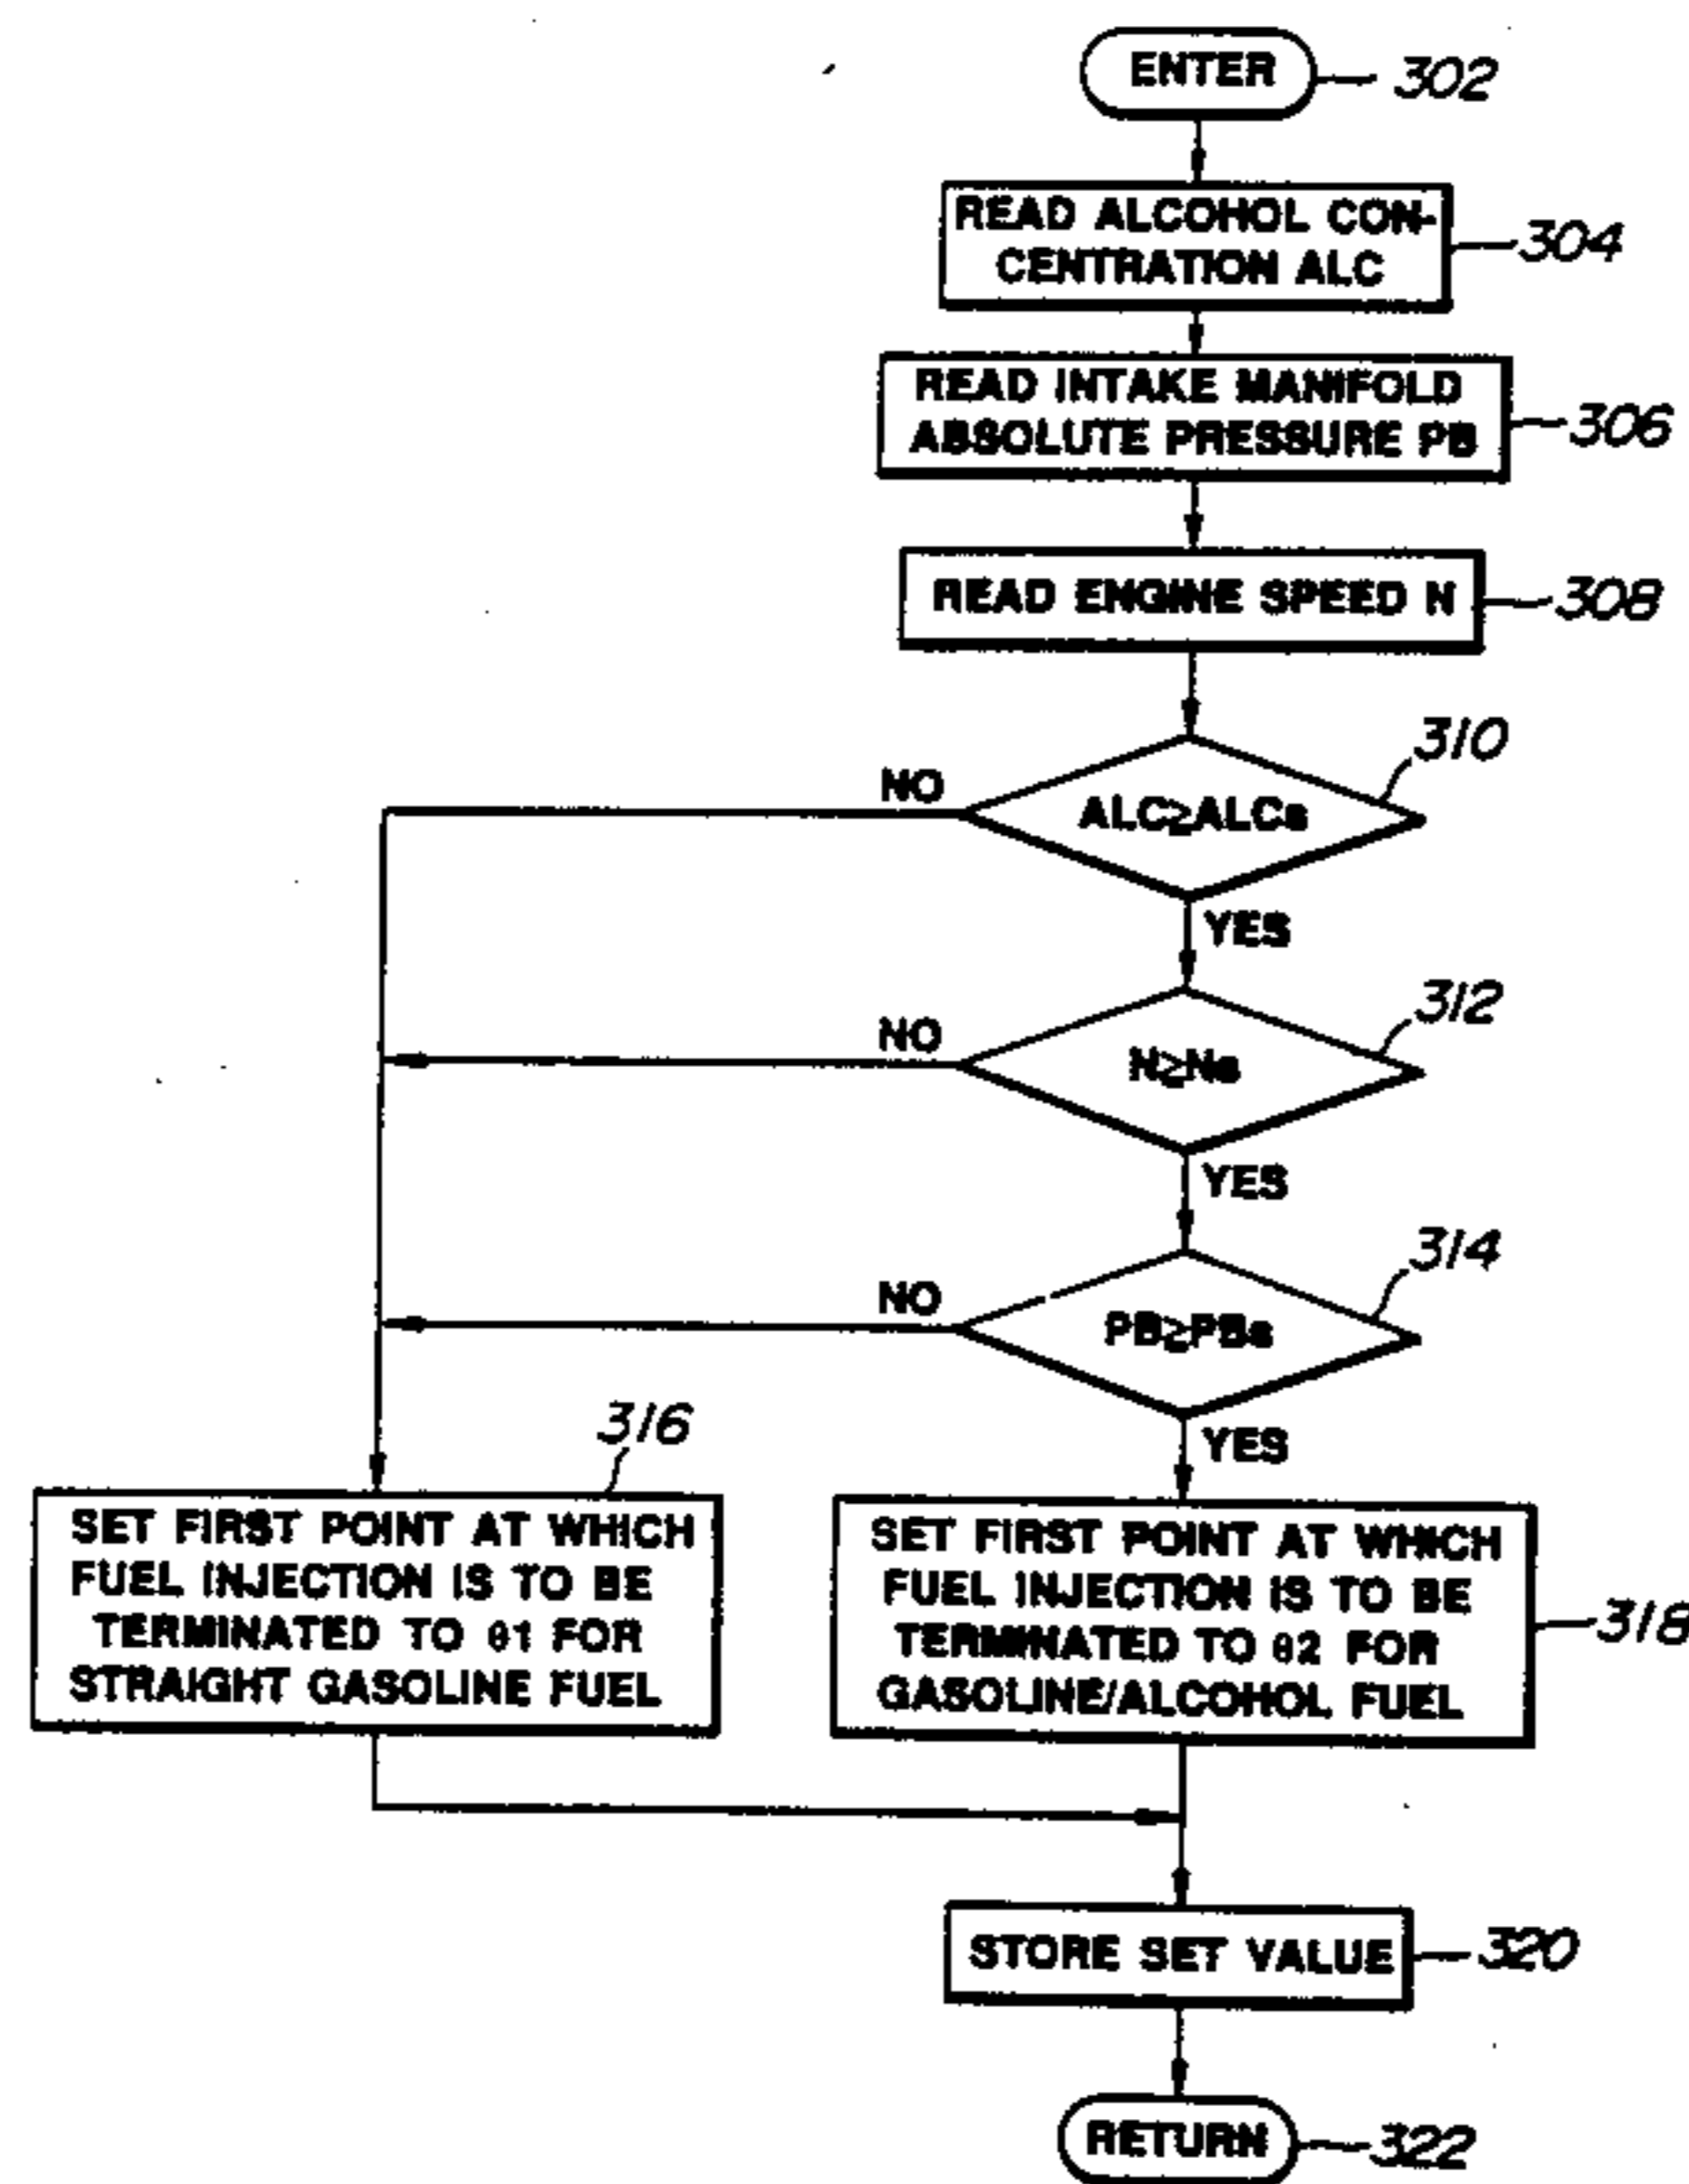 ENTER
302
READ ALCOHOL CON-
CENTRATION ALC
304
READ INTAKE MANIFOLD
ABSOLUTE PRESSURE PB
306
READ ENGINE SPEED N
308
310
NO
ALC≥ALCs
YES
312
NO
N≥Ns
YES
314
NO
PB≥PBs
YES
316
SET FIRST POINT AT WHICH
FUEL INJECTION IS TO BE
TERMINATED TO θ1 FOR
STRAIGHT GASOLINE FUEL
SET FIRST POINT AT WHICH
FUEL INJECTION IS TO BE
TERMINATED TO θ2 FOR
GASOLINE/ALCOHOL FUEL
318
STORE SET VALUE
320
RETURN
322